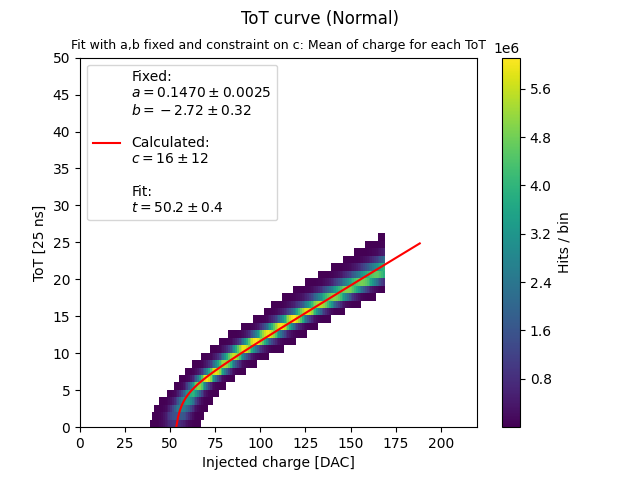 ToT curve (Normal)
Fit with a,b fixed and constraint on c: Mean of charge for each ToT
1e6
Fixed:
a = 0.1470 ± 0.0025
b = −2.72 ± 0.32
Calculated:
c = 16 ± 12
Fit:
t = 50.2 ± 0.4
50
45
40
35
30
25
20
15
10
5
0
ToT [25 ns]
0 25 50 75 100 125 150 175 200
Injected charge [DAC]
5.6
4.8
4.0
3.2
2.4
1.6
0.8
Hits / bin